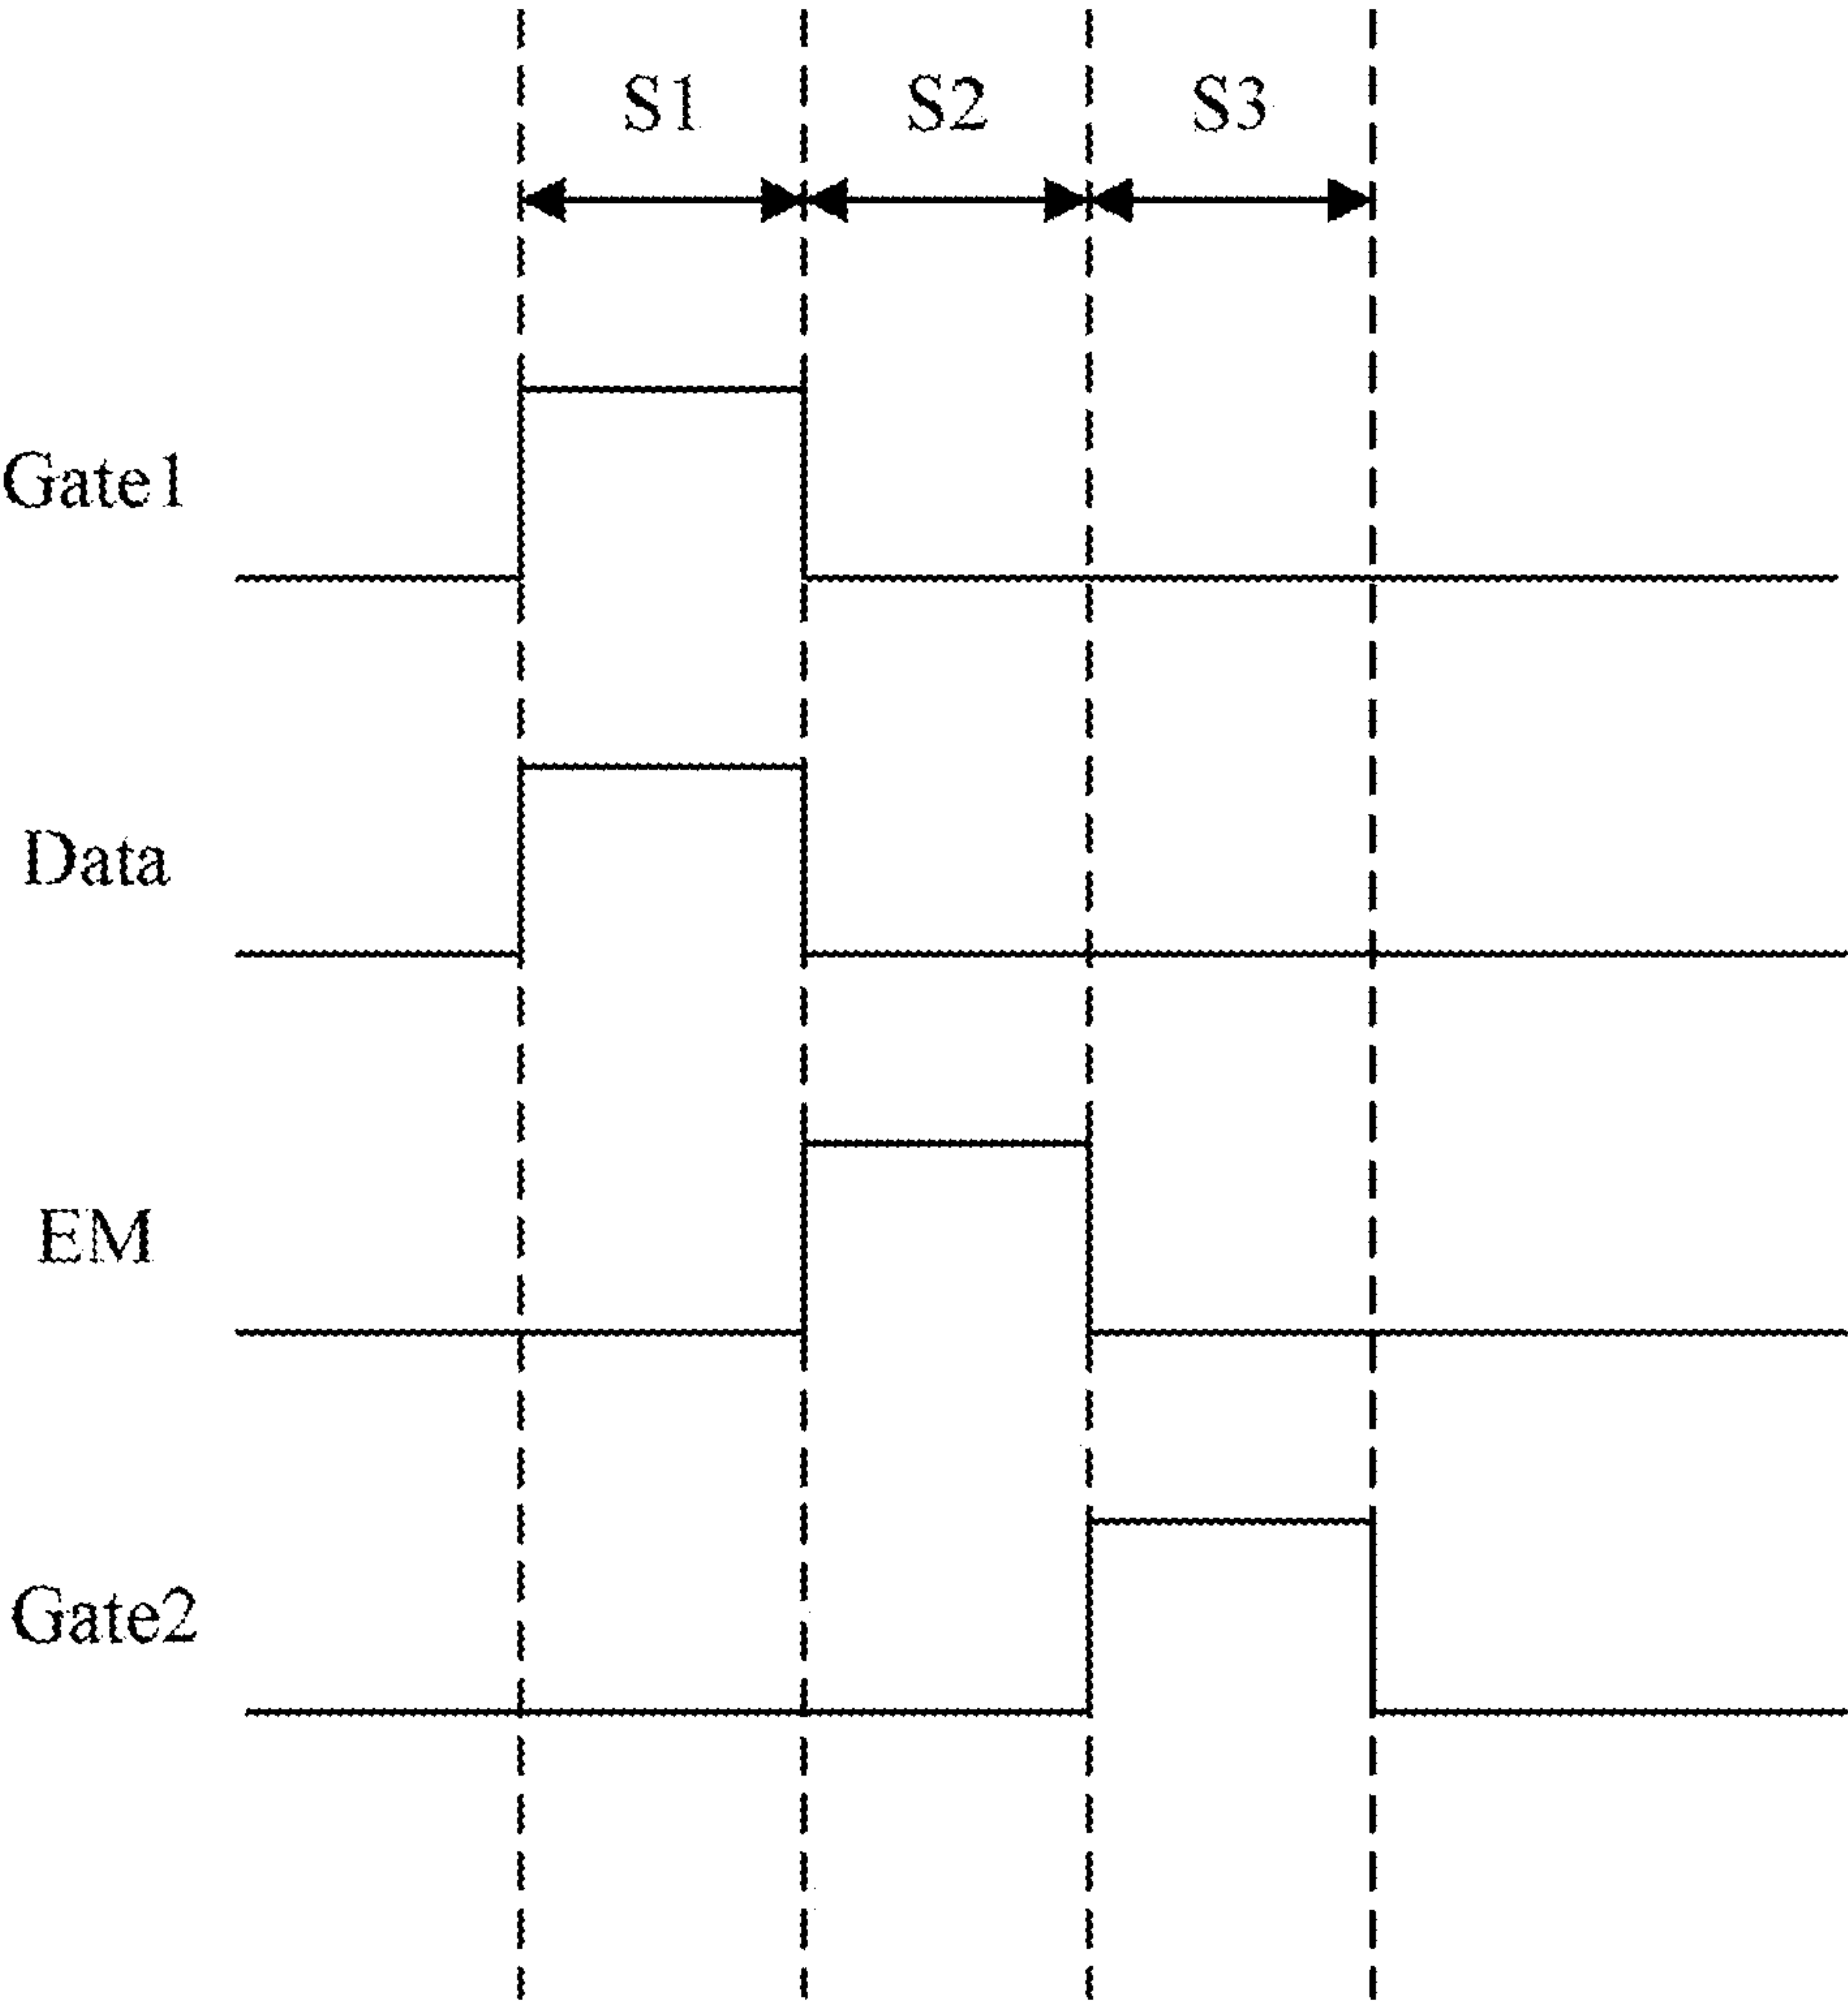 S1 S2 S3
Gate1
Data
EM
Gate2